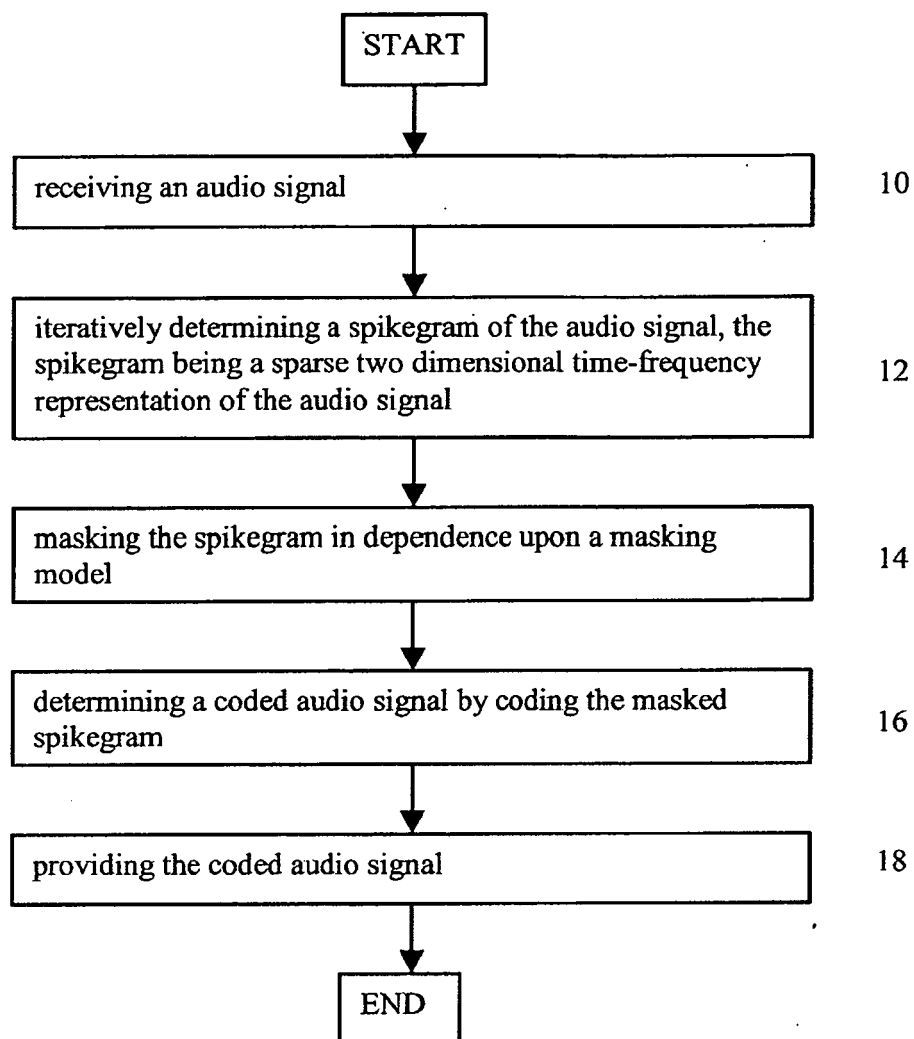 START
receiving an audio signal
10
iteratively determining a spikegram of the audio signal, the
spikegram being a sparse two dimensional time-frequency
representation of the audio signal
12
masking the spikegram in dependence upon a masking
model
14
determining a coded audio signal by coding the masked
spikegram
16
providing the coded audio signal
18
END